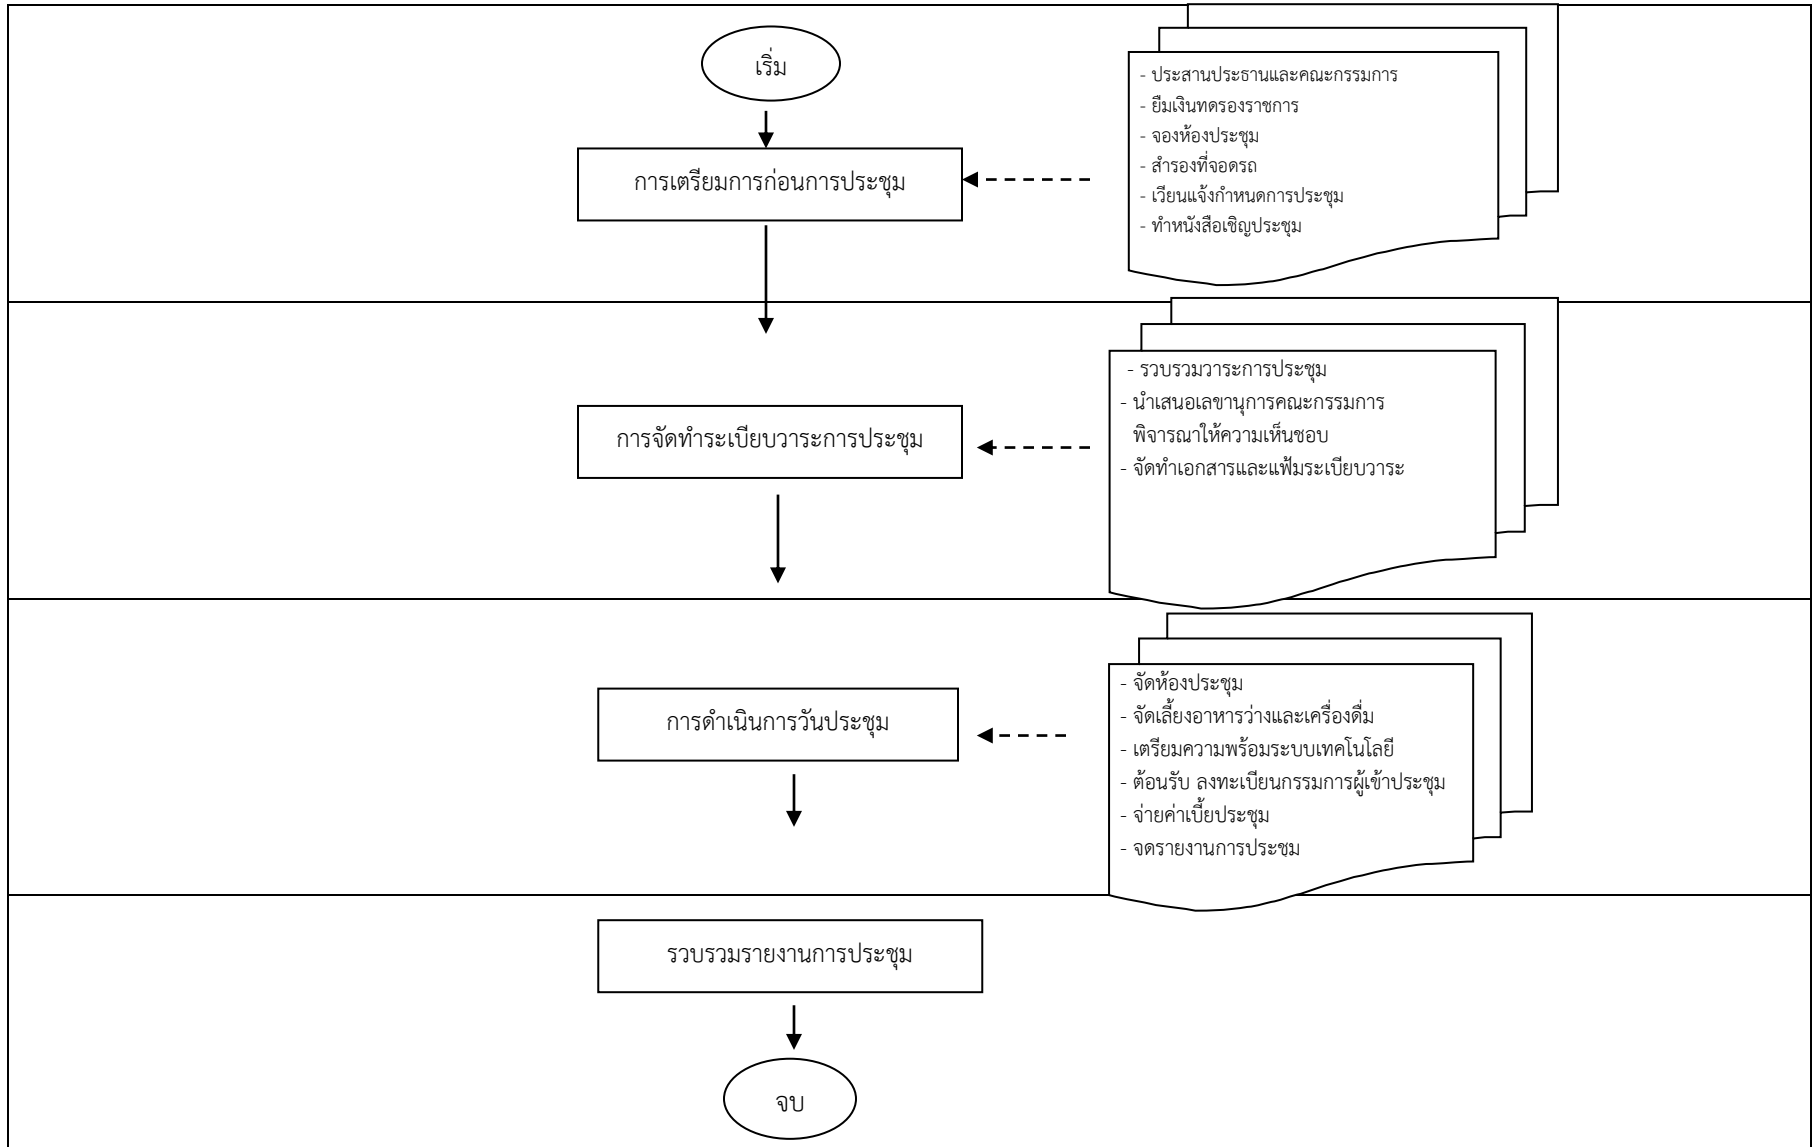 เริ่ม
- ประสานประธานและคณะกรรมการ
- ยืมเงินทดรองราชการ
- จองห้องประชุม
- สำรองที่จอดรถ
- เวียนแจ้งกำหนดการประชุม
- ทำหนังสือเชิญประชุม
การเตรียมการก่อนการประชุม
- รวบรวมวาระการประชุม
- นำเสนอเลขานุการคณะกรรมการ
พิจารณาให้ความเห็นชอบ
- จัดทำเอกสารและแฟ้มระเบียบวาระ
การจัดทำระเบียบวาระการประชุม
- จัดห้องประชุม
- จัดเลี้ยงอาหารว่างและเครื่องดื่ม
- เตรียมความพร้อมระบบเทคโนโลยี
- ต้อนรับ ลงทะเบียนกรรมการผู้เข้าประชุม
- จ่ายค่าเบี้ยประชุม
- จดรายงานการประชุม
การดำเนินการวันประชุม
รวบรวมรายงานการประชุม
จบ